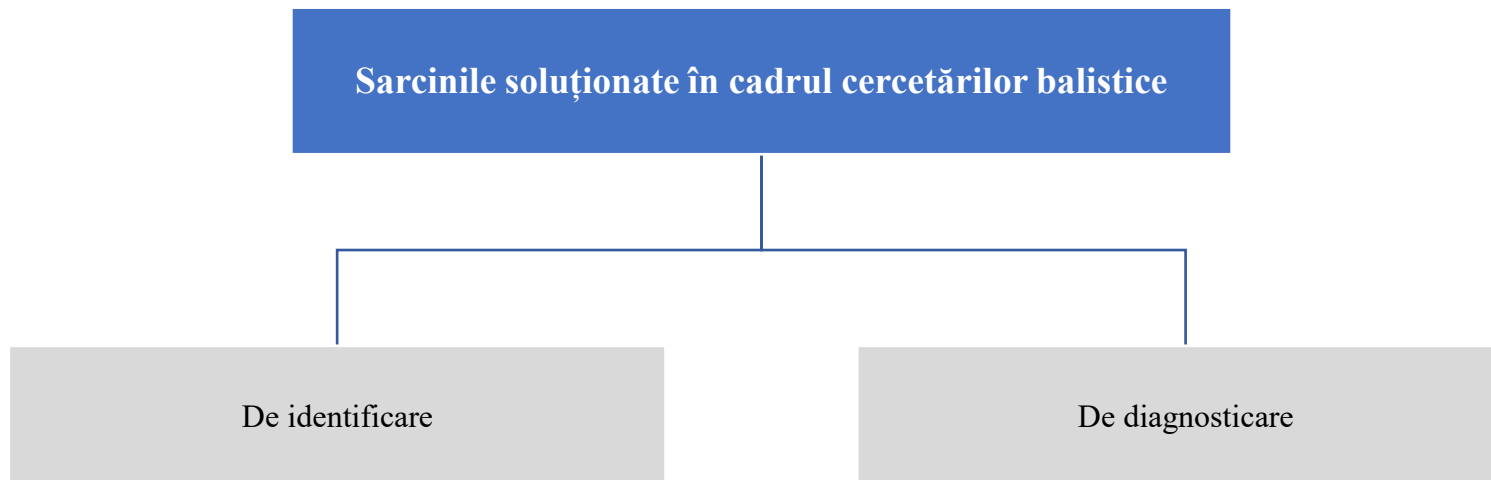 Sarcinile soluționate în cadrul cercetărilor balistice
De identificare
De diagnosticare